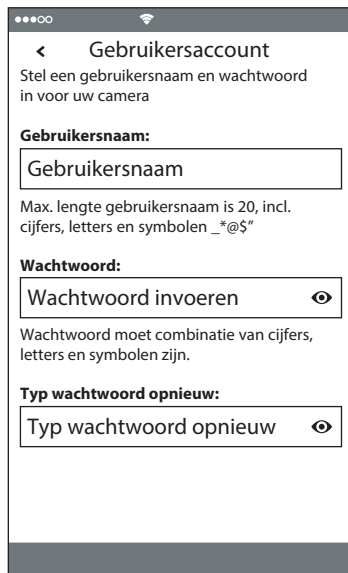 Gebruikersaccount
Stel een gebruikersnaam en wachtwoord
in voor uw camera
Gebruikersnaam:
Gebruikersnaam
Max. lengte gebruikersnaam is 20, incl.
cijfers, letters en symbolen _*@$"
Wachtwoord:
Wachtwoord invoeren
Wachtwoord moet combinatie van cijfers,
letters en symbolen zijn.
Typ wachtwoord opnieuw:
Typ wachtwoord opnieuw